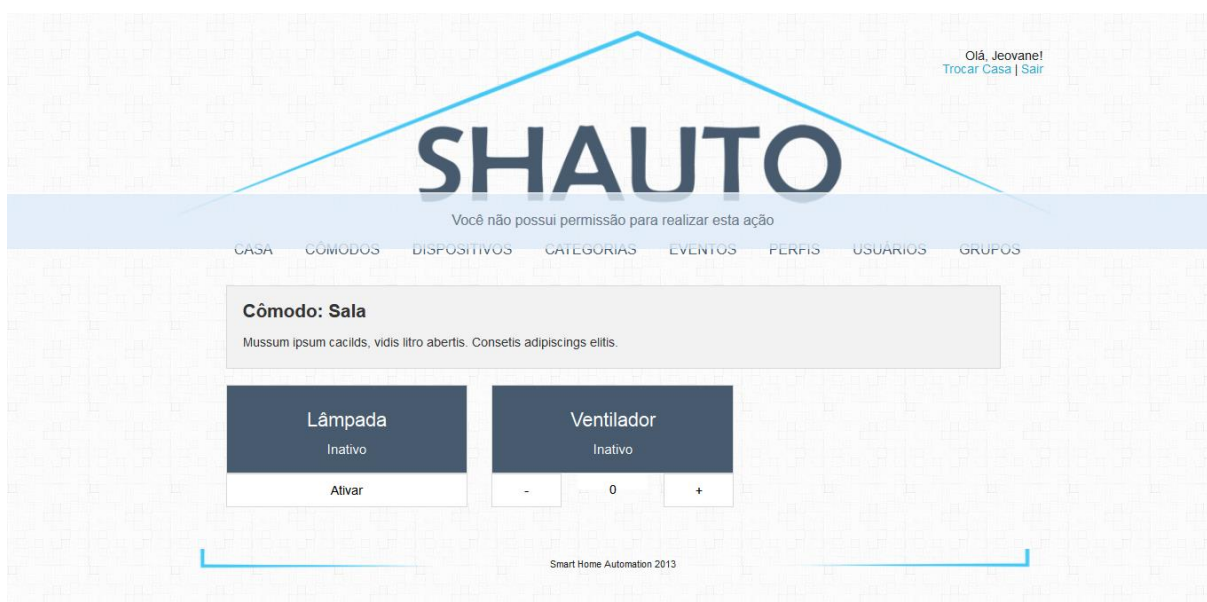 Olá, Jeovane!
Trocar Casa | Sair
SHAUTO
Você não possui permissão para realizar esta ação
CASA CÔMODOS DISPOSITIVOS CATEGORIAS EVENTOS PERFIS USUÁRIOS GRUPOS
Cômodo: Sala
Mussum ipsum cacilds, vidis litro abertis. Consetis adipiscings elitis.
Lâmpada Ventilador
Inativo Inativo
Ativar - 0 +
Smart Home Automation 2013